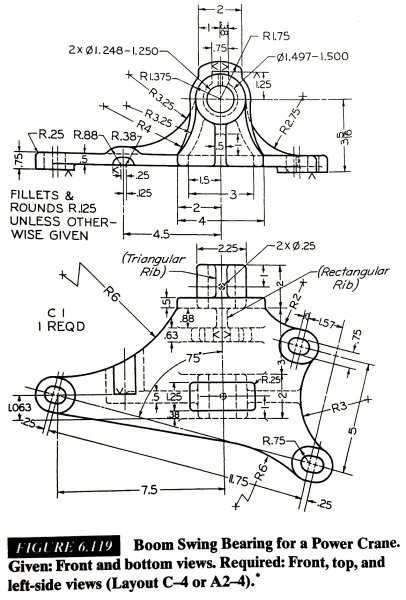 2
1
.75
R1.75
2 X Ø1.248-1.250
Ø1.497-1.500
R1.375
1.25
R3.25
R3.25
R4
R2.75
R.25
R.88
R.38
.75
.5
.5
.125
.125
1.5
3
2
4
4.5
FILLETS &
ROUNDS R.125
UNLESS OTHER-
WISE GIVEN
2.25
2 X Ø.25
(Triangular
Rib)
(Rectangular
Rib)
R6
C I
1 REQD
1
2
.5
.88
.63
R2
1.57
.75
75°
3
R.25
.5
1.25
.38
1
2
R3
5
1.063
.25
R.75
R6
11.75
.25
7.5
FIGURE 6.119 Boom Swing Bearing for a Power Crane.
Given: Front and bottom views. Required: Front, top, and
left-side views (Layout C–4 or A2–4).*